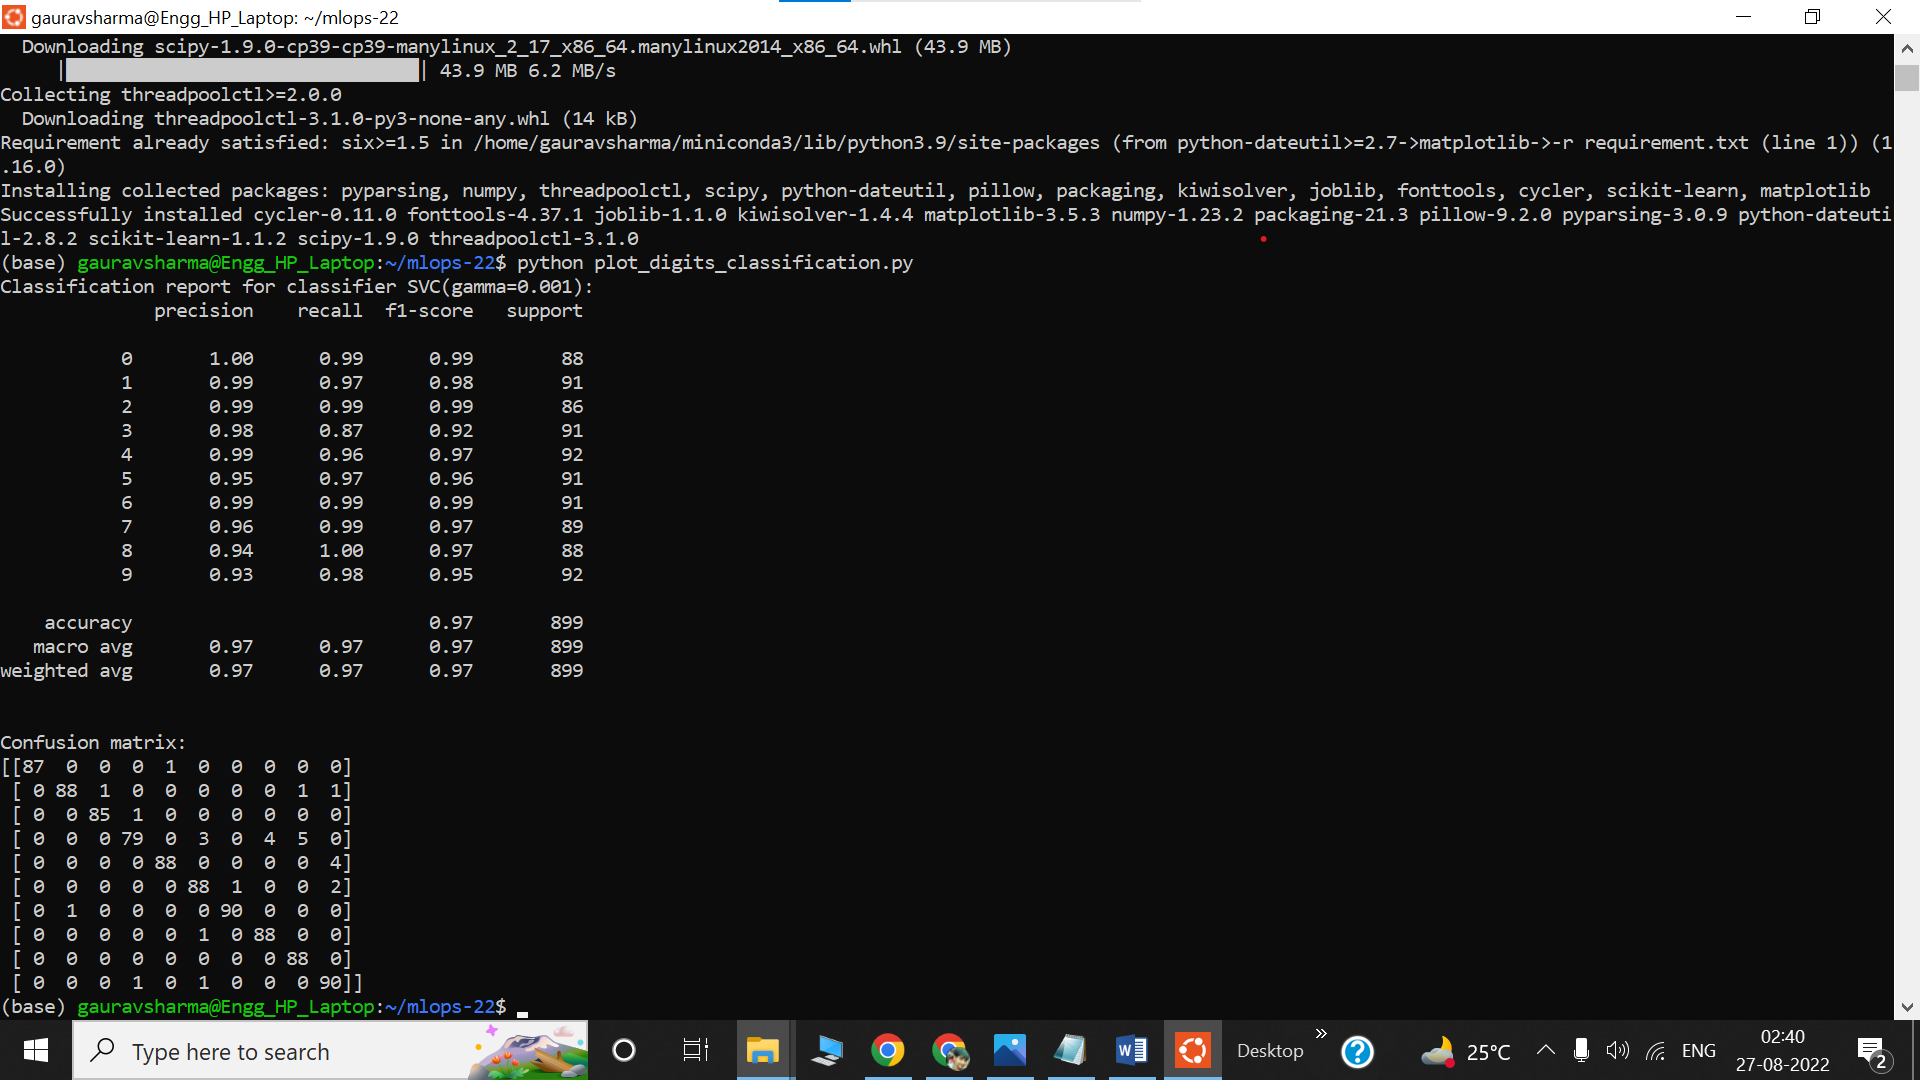 gauravsharma@Engg_HP_Laptop: ~/mlops-22
  Downloading scipy-1.9.0-cp39-cp39-manylinux_2_17_x86_64.manylinux2014_x86_64.whl (43.9 MB)
     |████████████████████████████████| 43.9 MB 6.2 MB/s
Collecting threadpoolctl>=2.0.0
  Downloading threadpoolctl-3.1.0-py3-none-any.whl (14 kB)
Requirement already satisfied: six>=1.5 in /home/gauravsharma/miniconda3/lib/python3.9/site-packages (from python-dateutil>=2.7->matplotlib->-r requirement.txt (line 1)) (1
.16.0)
Installing collected packages: pyparsing, numpy, threadpoolctl, scipy, python-dateutil, pillow, packaging, kiwisolver, joblib, fonttools, cycler, scikit-learn, matplotlib
Successfully installed cycler-0.11.0 fonttools-4.37.1 joblib-1.1.0 kiwisolver-1.4.4 matplotlib-3.5.3 numpy-1.23.2 packaging-21.3 pillow-9.2.0 pyparsing-3.0.9 python-dateuti
l-2.8.2 scikit-learn-1.1.2 scipy-1.9.0 threadpoolctl-3.1.0
(base) gauravsharma@Engg_HP_Laptop:~/mlops-22$ python plot_digits_classification.py
Classification report for classifier SVC(gamma=0.001):
              precision    recall  f1-score   support

           0       1.00      0.99      0.99        88
           1       0.99      0.97      0.98        91
           2       0.99      0.99      0.99        86
           3       0.98      0.87      0.92        91
           4       0.99      0.96      0.97        92
           5       0.95      0.97      0.96        91
           6       0.99      0.99      0.99        91
           7       0.96      0.99      0.97        89
           8       0.94      1.00      0.97        88
           9       0.93      0.98      0.95        92

    accuracy                           0.97       899
   macro avg       0.97      0.97      0.97       899
weighted avg       0.97      0.97      0.97       899

Confusion matrix:
[[87  0  0  0  1  0  0  0  0  0]
 [ 0 88  1  0  0  0  0  0  1  1]
 [ 0  0 85  1  0  0  0  0  0  0]
 [ 0  0  0 79  0  3  0  4  5  0]
 [ 0  0  0  0 88  0  0  0  0  4]
 [ 0  0  0  0  0 88  1  0  0  2]
 [ 0  1  0  0  0  0 90  0  0  0]
 [ 0  0  0  0  0  1  0 88  0  0]
 [ 0  0  0  0  0  0  0  0 88  0]
 [ 0  0  0  1  0  1  0  0  0 90]]
(base) gauravsharma@Engg_HP_Laptop:~/mlops-22$
Type here to search
Desktop
»
25°C
ENG
02:40
27-08-2022
2